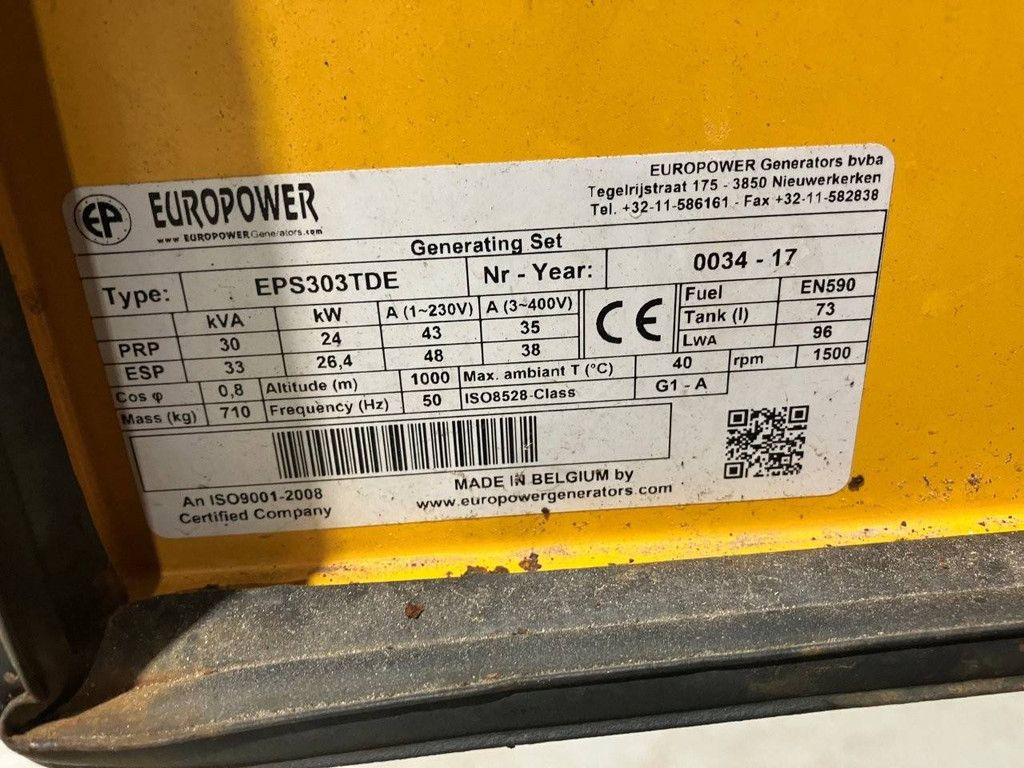 EP EUROPOWER
www.EUROPOWERGenerators.com
EUROPOWER Generators bvba
Tegelrijstraat 175 - 3850 Nieuwerkerken
Tel. +32-11-586161 - Fax +32-11-582838
Generating Set
Type: EPS303TDE Nr - Year: 0034 - 17
kVA kW A (1~230V) A (3~400V)
PRP 30 24 43 35
ESP 33 26,4 48 38
CE
Fuel EN590
Tank (l) 73
LWA 96
Cos φ 0,8 Altitude (m) 1000 Max. ambiant T (°C) 40 rpm 1500
Mass (kg) 710 Frequency (Hz) 50 ISO8528-Class G1 - A
An ISO9001-2008
Certified Company
MADE IN BELGIUM by
www.europowergenerators.com